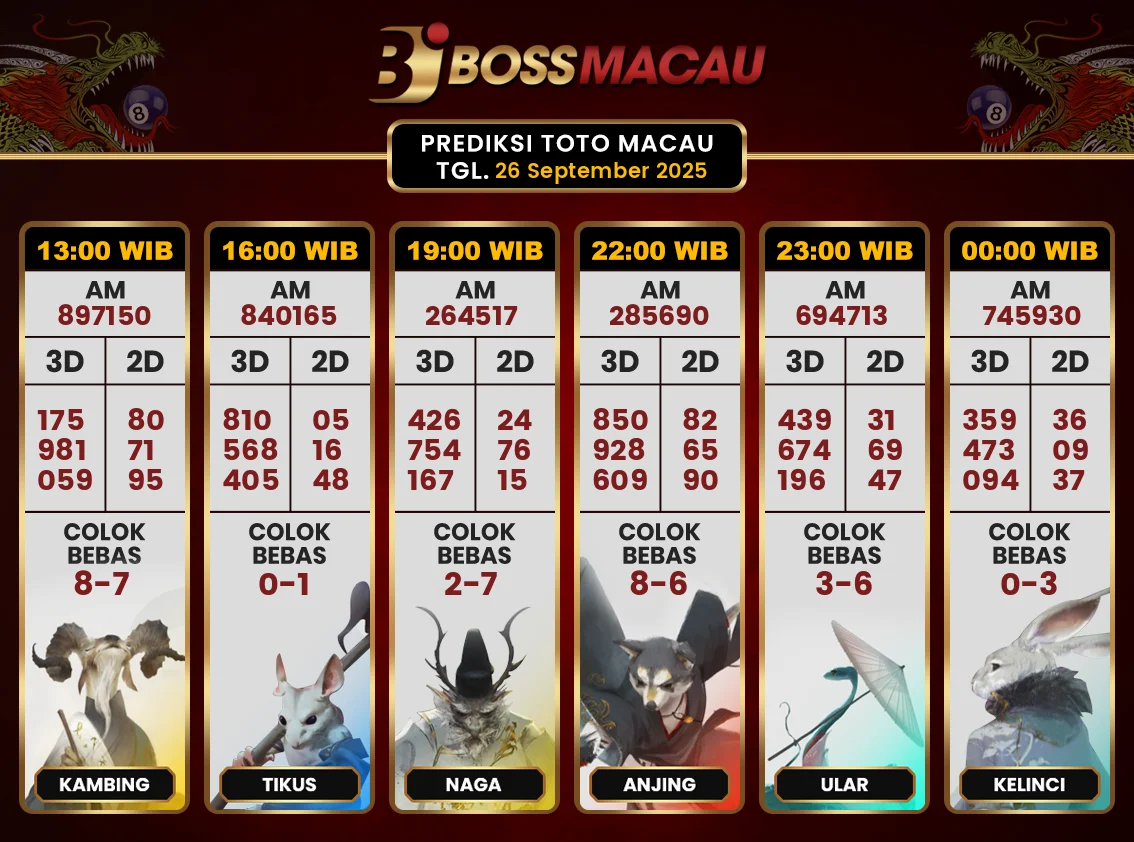 BJ BOSSMACAU
8
8
PREDIKSI TOTO MACAU
TGL. 26 September 2025
13:00 WIB
AM
897150
3D 2D
175 80
981 71
059 95
COLOK
BEBAS
8-7
KAMBING
16:00 WIB
AM
840165
3D 2D
810 05
568 16
405 48
COLOK
BEBAS
0-1
TIKUS
19:00 WIB
AM
264517
3D 2D
426 24
754 76
167 15
COLOK
BEBAS
2-7
NAGA
22:00 WIB
AM
285690
3D 2D
850 82
928 65
609 90
COLOK
BEBAS
8-6
ANJING
23:00 WIB
AM
694713
3D 2D
439 31
674 69
196 47
COLOK
BEBAS
3-6
ULAR
00:00 WIB
AM
745930
3D 2D
359 36
473 09
094 37
COLOK
BEBAS
0-3
KELINCI